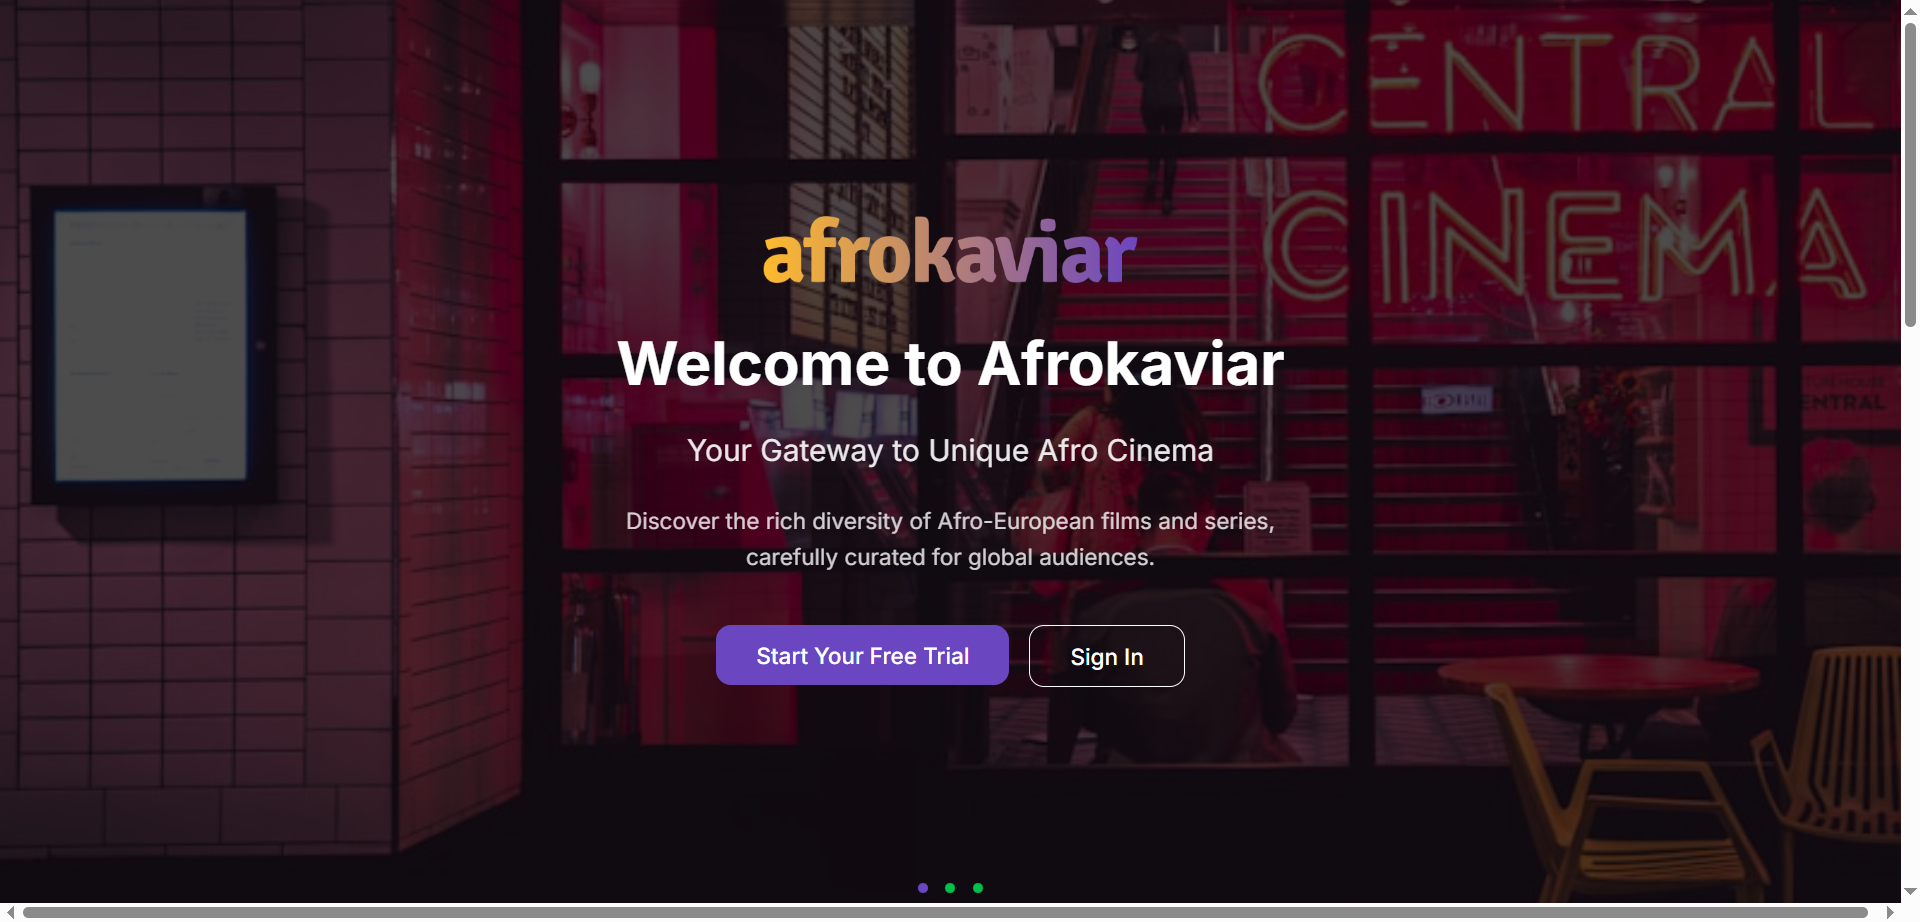 CENTRAL
CINEMA
afrokaviar
Welcome to Afrokaviar
Your Gateway to Unique Afro Cinema
Discover the rich diversity of Afro-European films and series,
carefully curated for global audiences.
Start Your Free Trial
Sign In